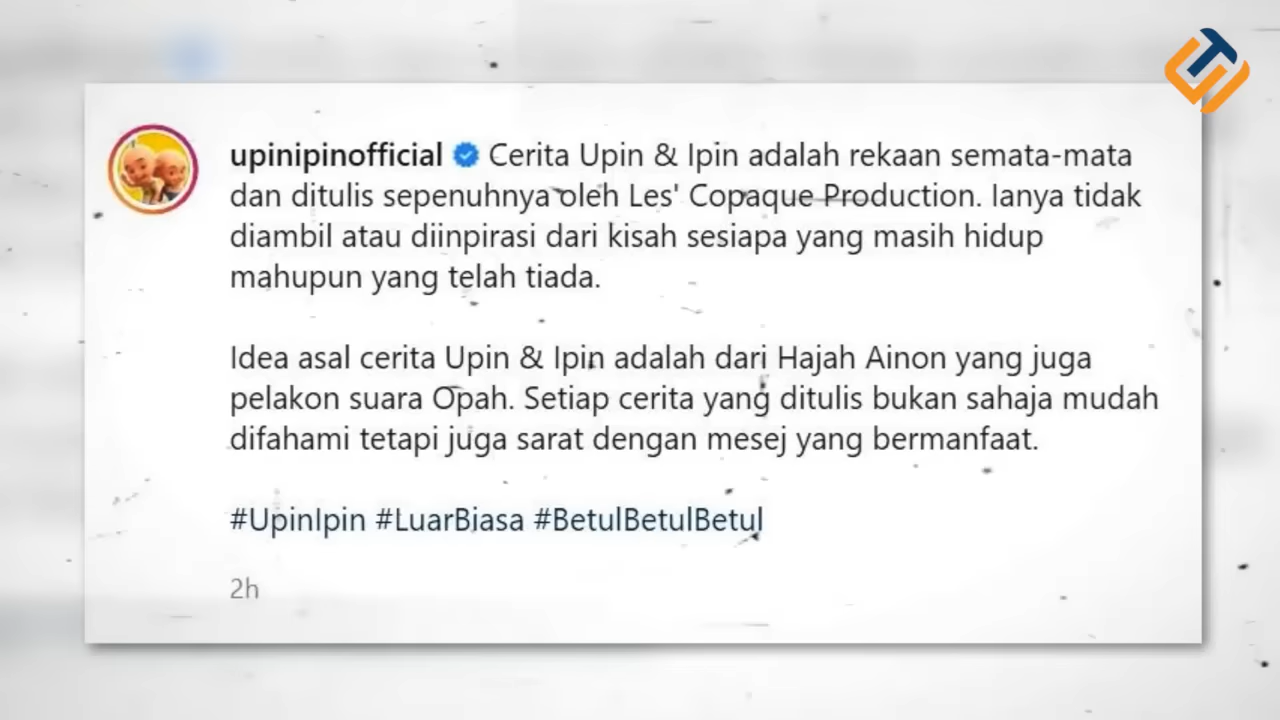 upinipinofficial Cerita Upin & Ipin adalah rekaan semata-mata
dan ditulis sepenuhnya oleh Les' Copaque Production. Ianya tidak
diambil atau diinpirasi dari kisah sesiapa yang masih hidup
mahupun yang telah tiada.
Idea asal cerita Upin & Ipin adalah dari Hajah Ainon yang juga
pelakon suara Opah. Setiap cerita yang ditulis bukan sahaja mudah
difahami tetapi juga sarat dengan mesej yang bermanfaat.
#UpinIpin #LuarBiasa #BetulBetulBetul
2h